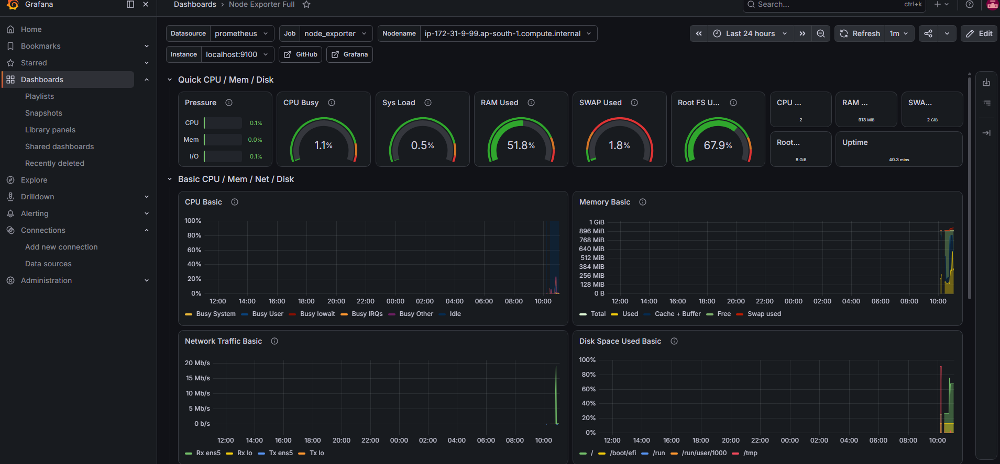 Grafana
Dashboards › Node Exporter Full
Search...
ctrl+k
Home
Bookmarks
Starred
Dashboards
Playlists
Snapshots
Library panels
Shared dashboards
Recently deleted
Explore
Drilldown
Alerting
Connections
Add new connection
Data sources
Administration
Datasource prometheus
Job node_exporter
Nodename ip-172-31-9-99.ap-south-1.compute.internal
Last 24 hours
Refresh 1m
Edit
Instance localhost:9100
GitHub
Grafana
Quick CPU / Mem / Disk
Pressure
CPU 0.1%
Mem 0.0%
I/O 0.1%
CPU Busy
1.1%
Sys Load
0.5%
RAM Used
51.8%
SWAP Used
1.8%
Root FS U...
67.9%
CPU ...
2
RAM ...
913 MiB
SWA...
2 GiB
Root...
8 GiB
Uptime
40.3 mins
Basic CPU / Mem / Net / Disk
CPU Basic
100%
80%
60%
40%
20%
0%
12:00 14:00 16:00 18:00 20:00 22:00 00:00 02:00 04:00 06:00 08:00 10:00
Busy System Busy User Busy Iowait Busy IRQs Busy Other Idle
Memory Basic
1 GiB
896 MiB
768 MiB
640 MiB
512 MiB
384 MiB
256 MiB
128 MiB
0 B
12:00 14:00 16:00 18:00 20:00 22:00 00:00 02:00 04:00 06:00 08:00 10:00
Total Used Cache + Buffer Free Swap used
Network Traffic Basic
20 Mb/s
15 Mb/s
10 Mb/s
5 Mb/s
0 b/s
12:00 14:00 16:00 18:00 20:00 22:00 00:00 02:00 04:00 06:00 08:00 10:00
Rx ens5 Rx lo Tx ens5 Tx lo
Disk Space Used Basic
100%
80%
60%
40%
20%
0%
12:00 14:00 16:00 18:00 20:00 22:00 00:00 02:00 04:00 06:00 08:00 10:00
/ /boot/efi /run /run/user/1000 /tmp